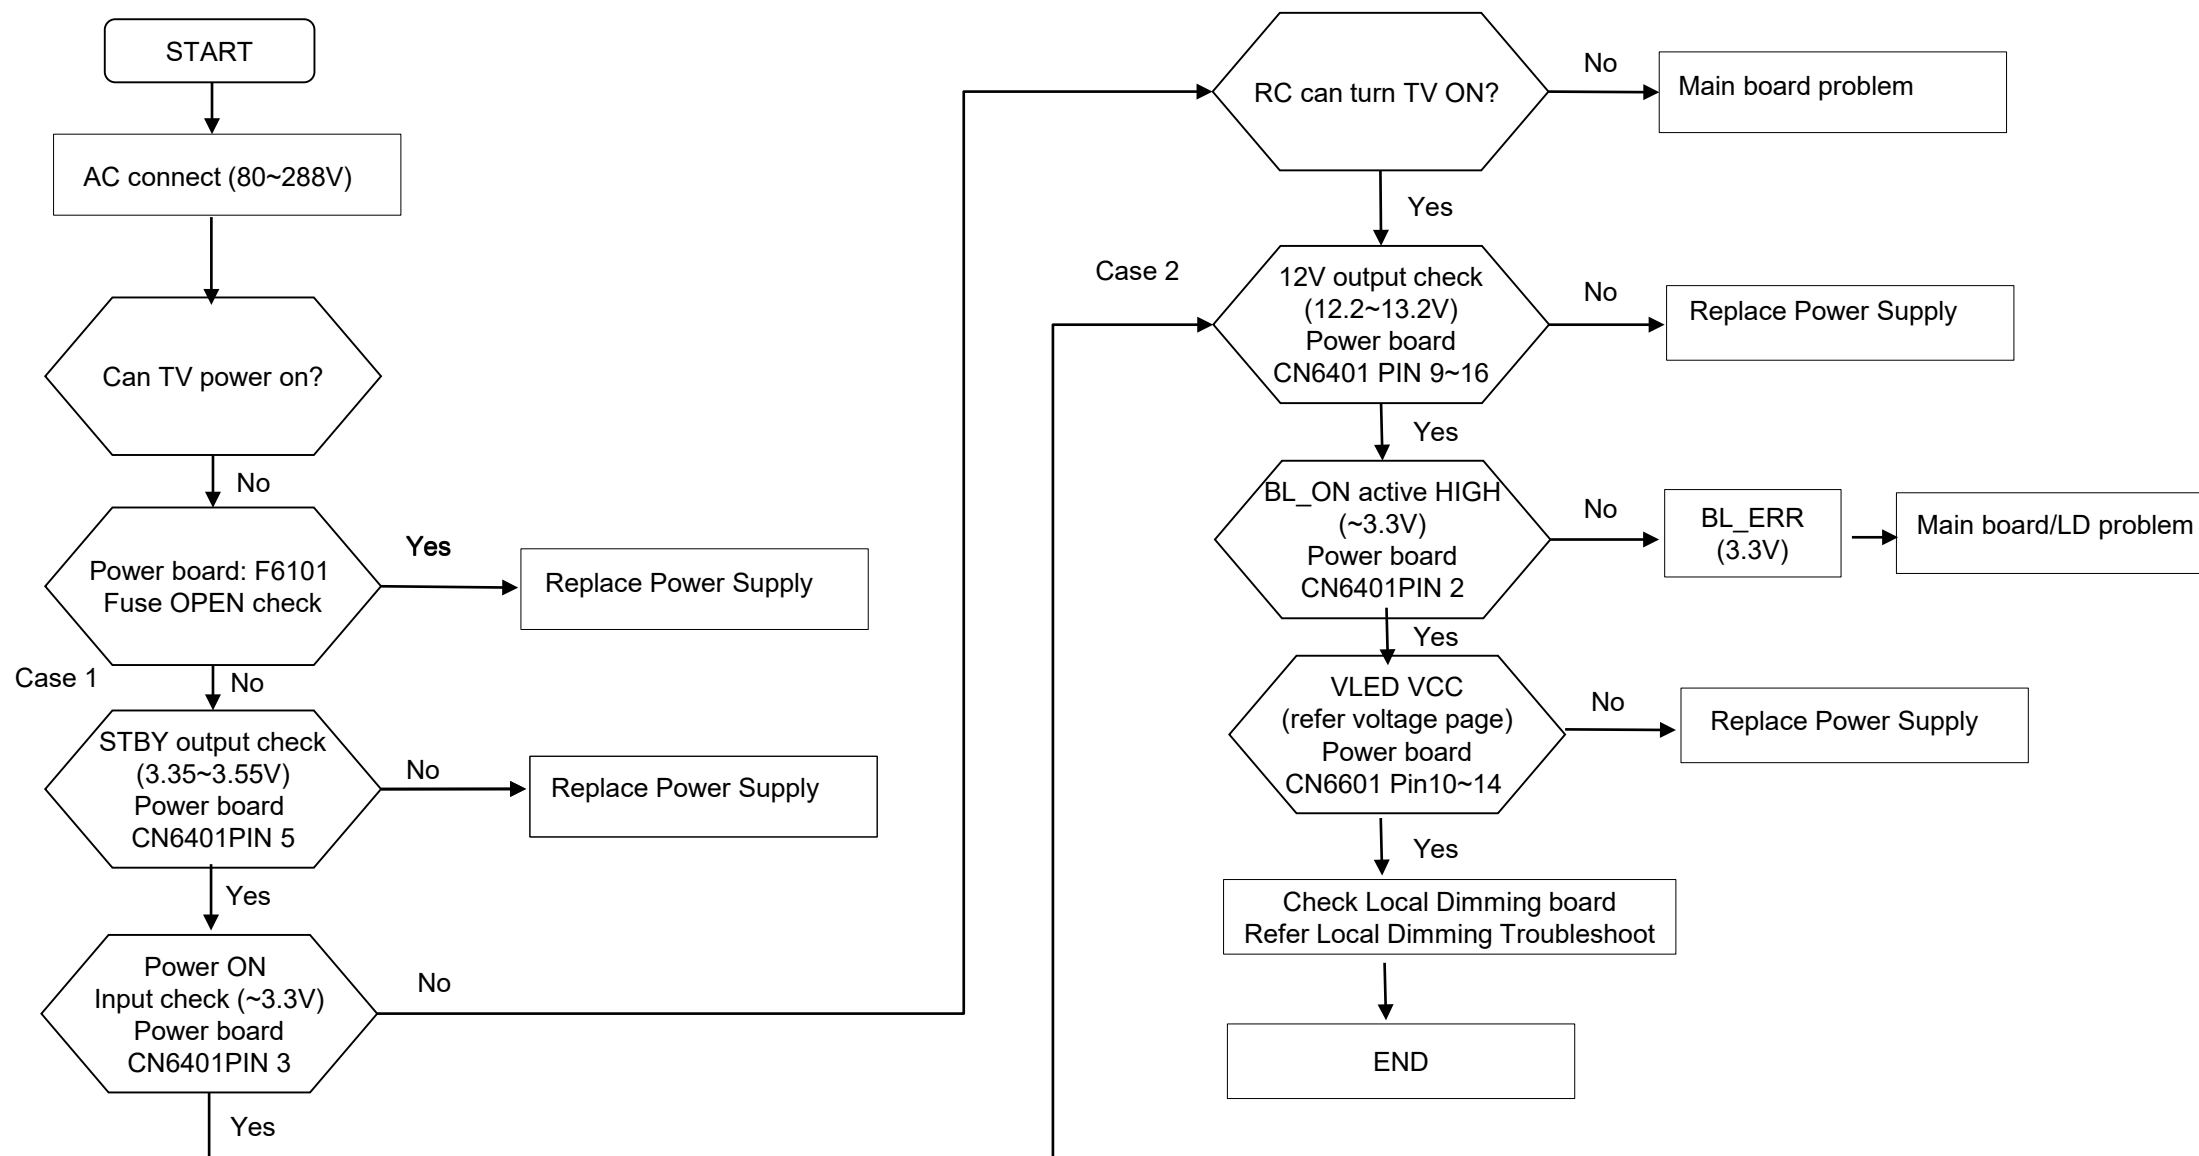 START
AC connect (80~288V)
Can TV power on?
No
Power board: F6101
Fuse OPEN check
Yes
Replace Power Supply
Case 1
No
STBY output check
(3.35~3.55V)
Power board
CN6401PIN 5
No
Replace Power Supply
Yes
Power ON
Input check (~3.3V)
Power board
CN6401PIN 3
No
Yes
RC can turn TV ON?
No
Main board problem
Yes
Case 2
12V output check
(12.2~13.2V)
Power board
CN6401 PIN 9~16
No
Replace Power Supply
Yes
BL_ON active HIGH
(~3.3V)
Power board
CN6401PIN 2
No
BL_ERR
(3.3V)
Main board/LD problem
Yes
VLED VCC
(refer voltage page)
Power board
CN6601 Pin10~14
No
Replace Power Supply
Yes
Check Local Dimming board
Refer Local Dimming Troubleshoot
END